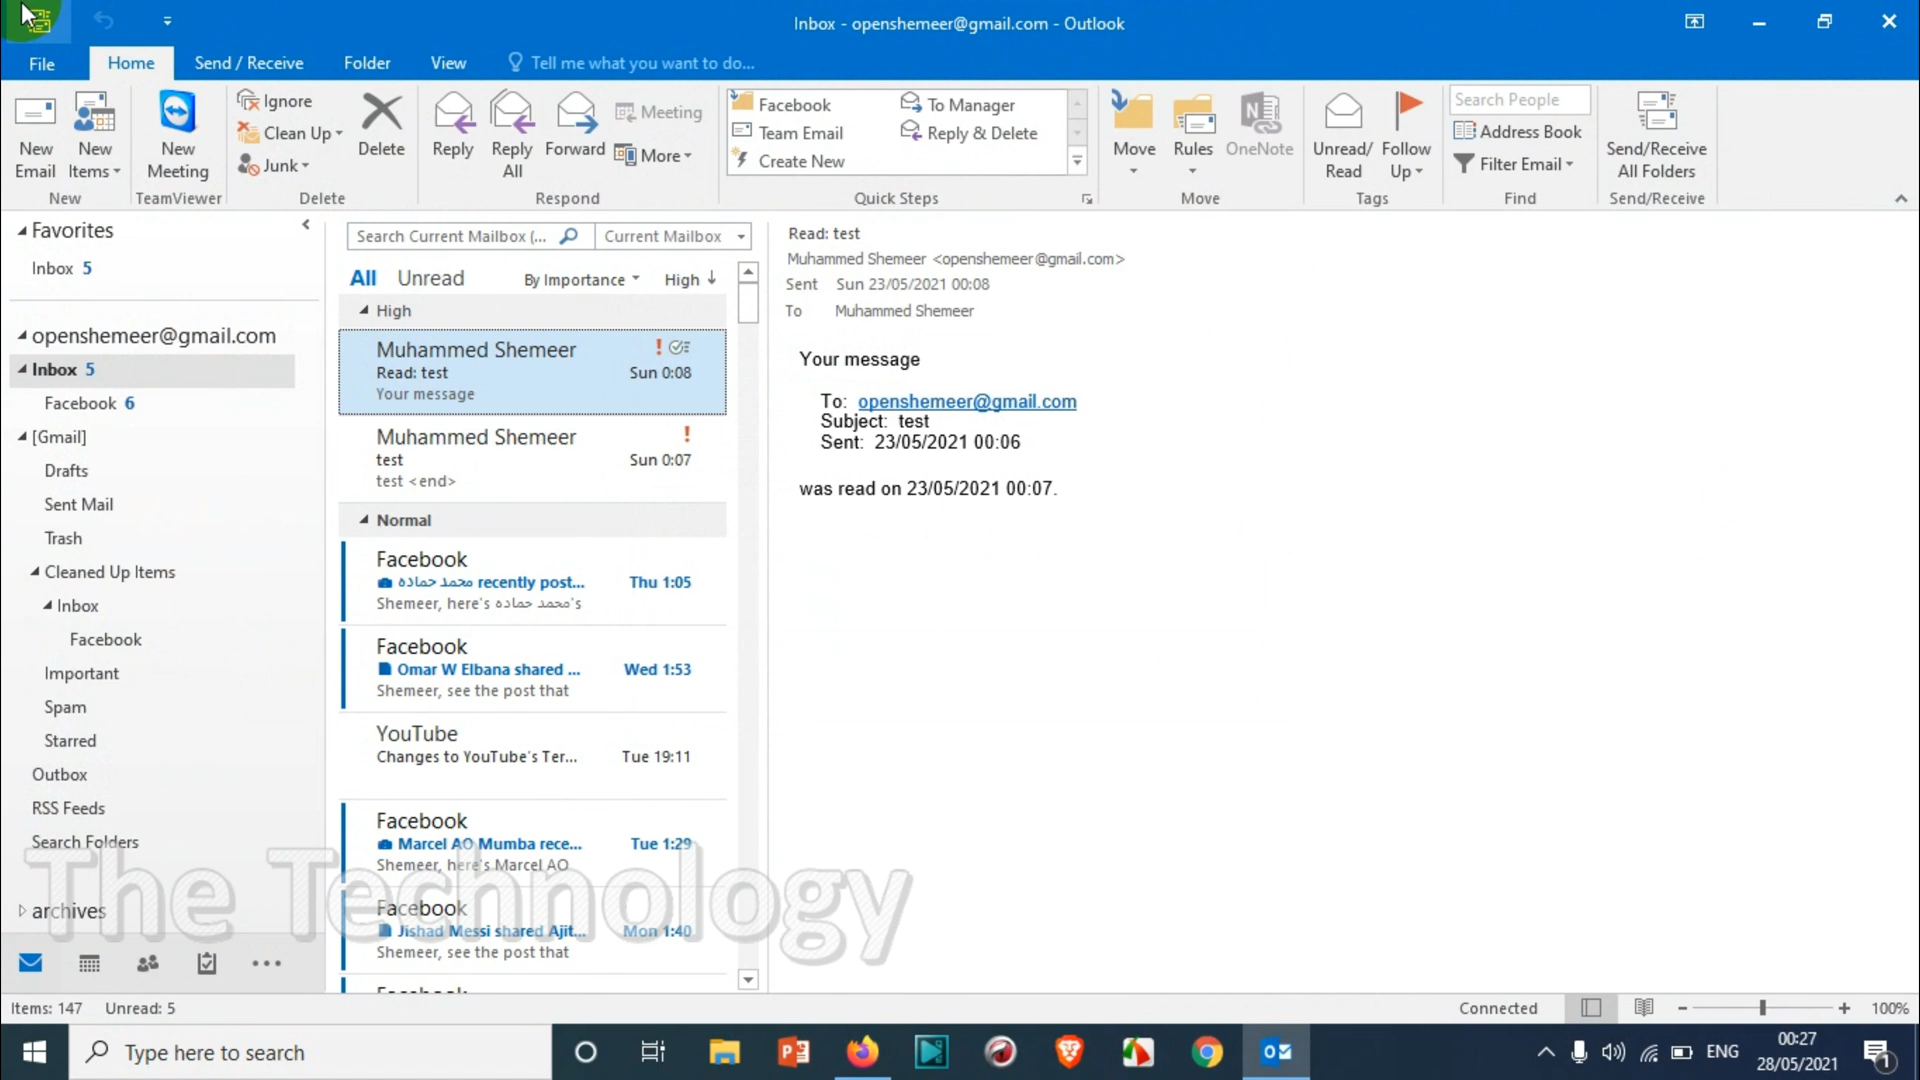 Inbox - openshemeer@gmail.com - Outlook
File Home Send / Receive Folder View Tell me what you want to do...
New Email
New Items
New
New Meeting
TeamViewer
Ignore
Clean Up
Junk
Delete
Delete
Reply
Reply All
Forward
Meeting
More
Respond
Facebook
Team Email
Create New
To Manager
Reply & Delete
Quick Steps
Move
Rules
OneNote
Move
Unread/ Read
Follow Up
Tags
Search People
Address Book
Filter Email
Find
Send/Receive All Folders
Send/Receive
Favorites
Inbox 5
openshemeer@gmail.com
Inbox 5
Facebook 6
[Gmail]
Drafts
Sent Mail
Trash
Cleaned Up Items
Inbox
Facebook
Important
Spam
Starred
Outbox
RSS Feeds
Search Folders
archives
Search Current Mailbox (... Current Mailbox
All Unread By Importance High
High
Muhammed Shemeer
Read: test Sun 0:08
Your message
Muhammed Shemeer
test Sun 0:07
test <end>
Normal
Facebook
محمد حماده recently post... Thu 1:05
Shemeer, here's محمد حماده's
Facebook
Omar W Elbana shared ... Wed 1:53
Shemeer, see the post that
YouTube
Changes to YouTube's Ter... Tue 19:11
Facebook
Marcel AO Mumba rece... Tue 1:29
Shemeer, here's Marcel AO
Facebook
Jishad Messi shared Ajit... Mon 1:40
Shemeer, see the post that
Facebook
Read: test
Muhammed Shemeer <openshemeer@gmail.com>
Sent Sun 23/05/2021 00:08
To Muhammed Shemeer
Your message
To: openshemeer@gmail.com
Subject: test
Sent: 23/05/2021 00:06
was read on 23/05/2021 00:07.
The Technology
Items: 147 Unread: 5
Connected 100%
Type here to search
ENG
00:27
28/05/2021
1